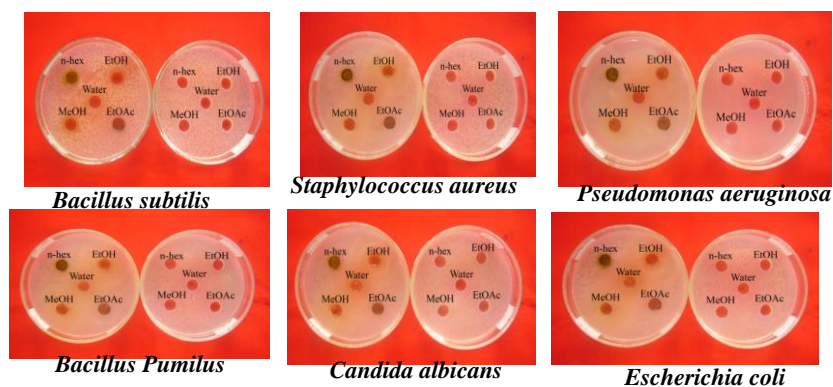 n-hex EtOH
Water
MeOH EtOAc
n-hex EtOH
Water
MeOH EtOAc
Bacillus subtilis
n-hex EtOH
Water
MeOH EtOAc
n-hex EtOH
Water
MeOH EtOAc
Staphylococcus aureus
n-hex EtOH
Water
MeOH EtOAc
n-hex EtOH
Water
MeOH EtOAc
Pseudomonas aeruginosa
n-hex EtOH
Water
MeOH EtOAc
n-hex EtOH
Water
MeOH EtOAc
Bacillus Pumilus
n-hex EtOH
Water
MeOH EtOAc
n-hex EtOH
Water
MeOH EtOAc
Candida albicans
n-hex EtOH
Water
MeOH EtOAc
n-hex EtOH
Water
MeOH EtOAc
Escherichia coli